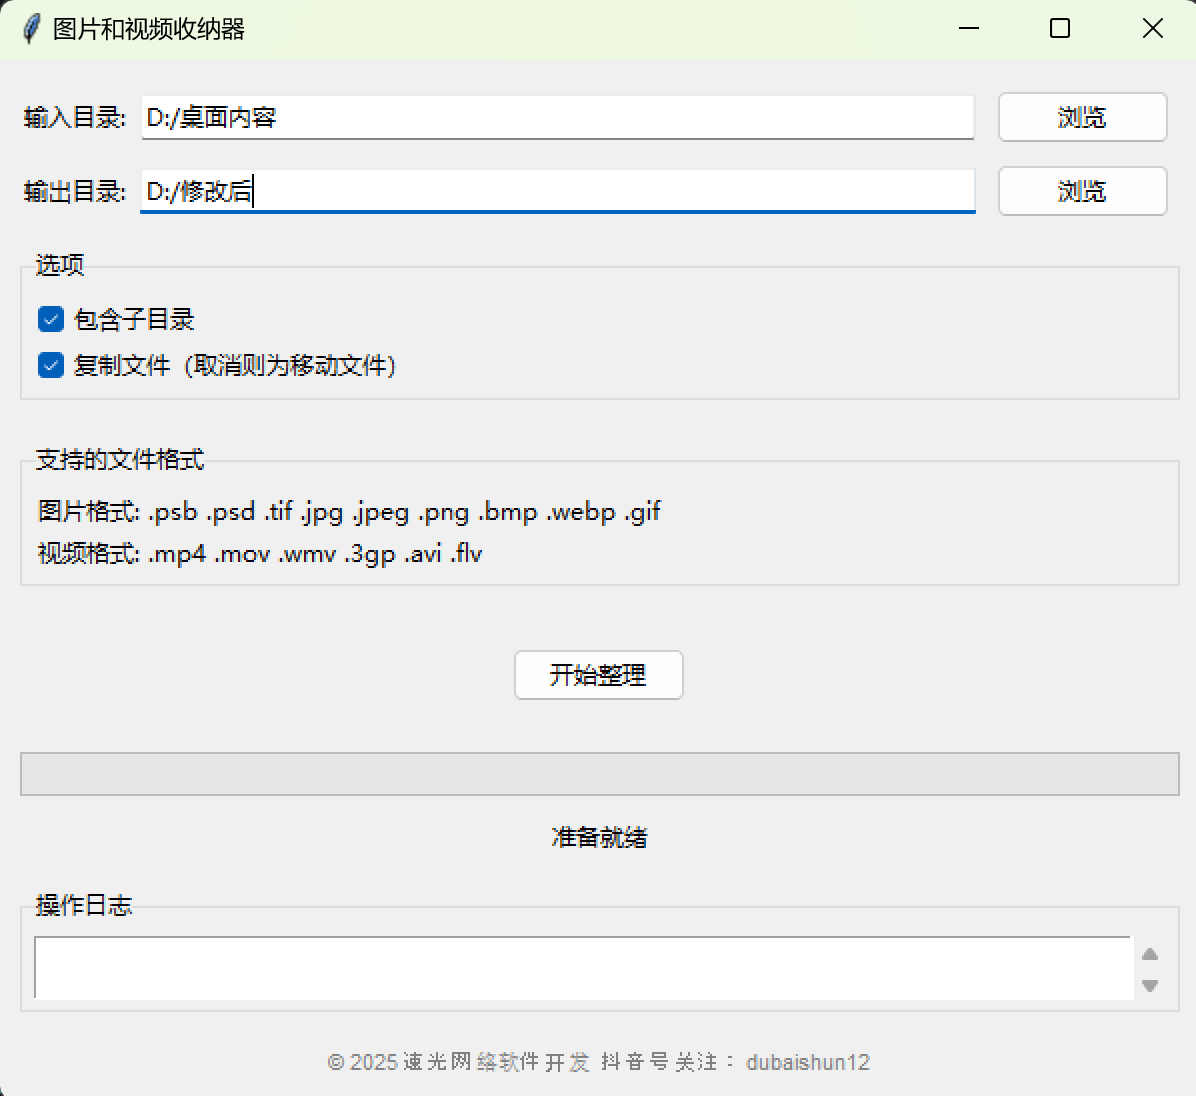 图片和视频收纳器
输入目录: D:/桌面内容 浏览
输出目录: D:/修改后 浏览
选项
包含子目录
复制文件（取消则为移动文件）
支持的文件格式
图片格式: .psb .psd .tif .jpg .jpeg .png .bmp .webp .gif
视频格式: .mp4 .mov .wmv .3gp .avi .flv
开始整理
准备就绪
操作日志
© 2025 速光网络软件开发 抖音号关注： dubaishun12